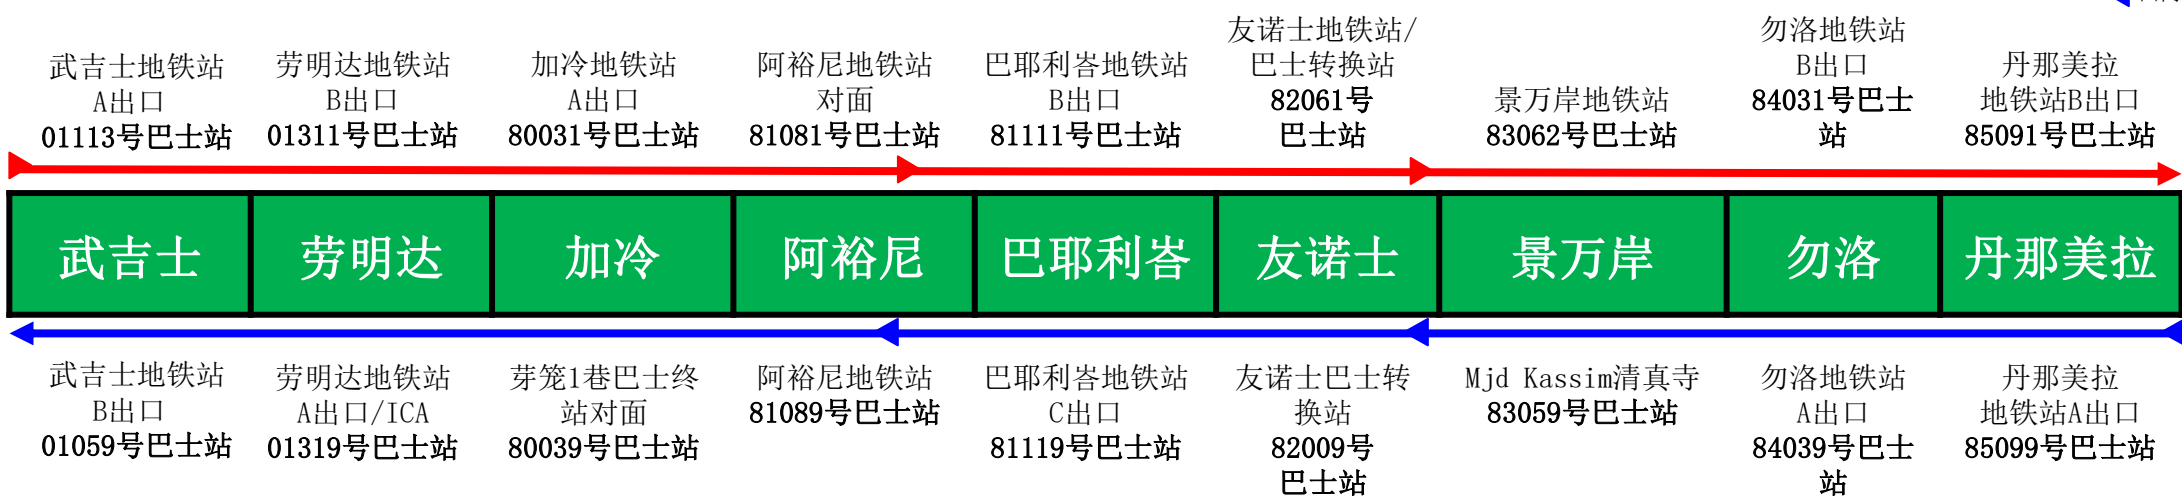 武吉士地铁站
A出口
01113号巴士站
劳明达地铁站
B出口
01311号巴士站
加冷地铁站
A出口
80031号巴士站
阿裕尼地铁站
对面
81081号巴士站
巴耶利峇地铁站
B出口
81111号巴士站
友诺士地铁站/
巴士转换站
82061号
巴士站
景万岸地铁站
83062号巴士站
勿洛地铁站
B出口
84031号巴士
站
丹那美拉
地铁站B出口
85091号巴士站
武吉士
劳明达
加冷
阿裕尼
巴耶利峇
友诺士
景万岸
勿洛
丹那美拉
武吉士地铁站
B出口
01059号巴士站
劳明达地铁站
A出口/ICA
01319号巴士站
芽笼1巷巴士终
站对面
80039号巴士站
阿裕尼地铁站
81089号巴士站
巴耶利峇地铁站
C出口
81119号巴士站
友诺士巴士转
换站
82009号
巴士站
Mjd Kassim清真寺
83059号巴士站
勿洛地铁站
A出口
84039号巴士
站
丹那美拉
地铁站A出口
85099号巴士站